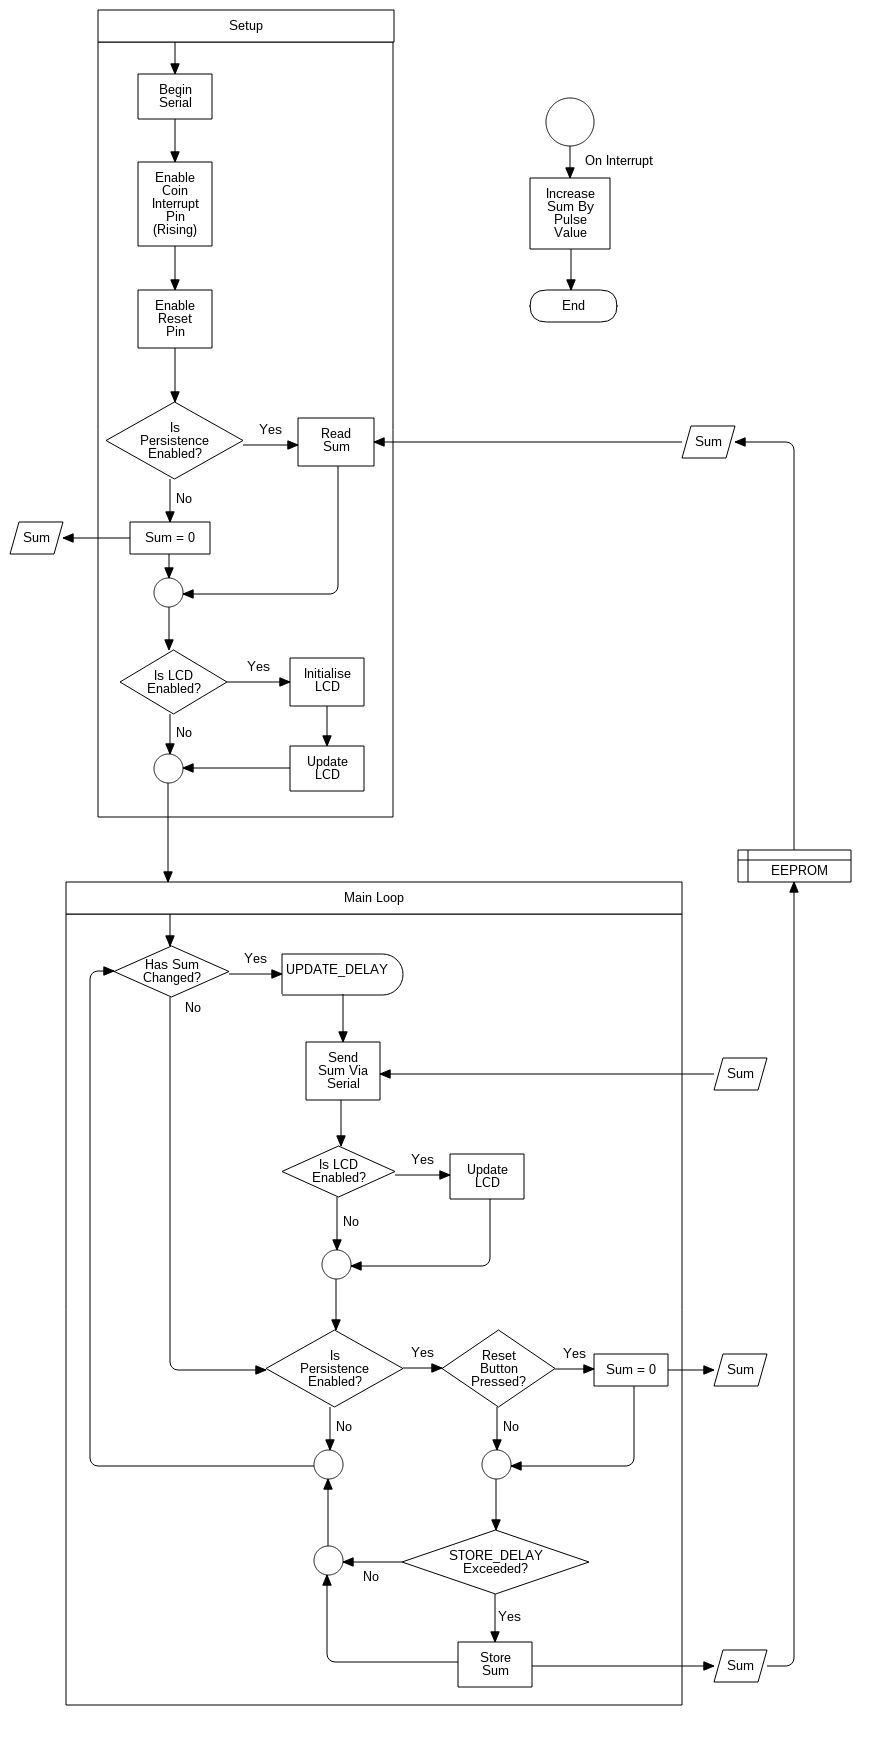 Setup
Begin
Serial
On Interrupt
Enable
Coin
Interrupt
Pin
(Rising)
Increase
Sum By
Pulse
Value
Enable
Reset
Pin
End
Is
Persistence
Enabled?
Yes
Read
Sum
Sum
No
Sum
Sum = 0
Is LCD
Enabled?
Yes
Initialise
LCD
No
Update
LCD
EEPROM
Main Loop
Has Sum
Changed?
Yes
UPDATE_DELAY
No
Send
Sum Via
Serial
Sum
Is LCD
Enabled?
Yes
Update
LCD
No
Is
Persistence
Enabled?
Yes
Reset
Button
Pressed?
Yes
Sum = 0
Sum
No
No
STORE_DELAY
Exceeded?
No
Yes
Store
Sum
Sum